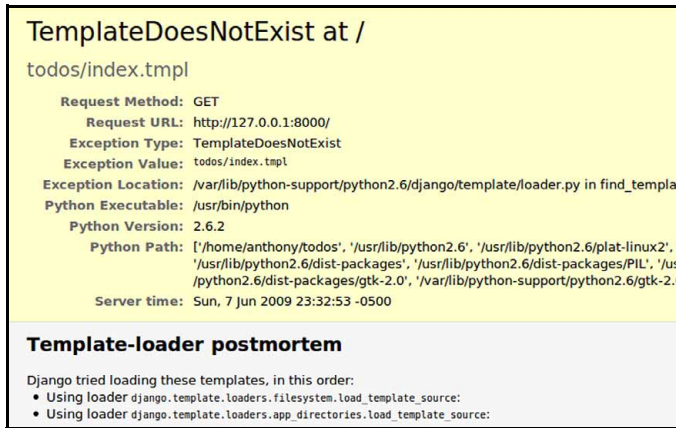 TemplateDoesNotExist at /
todos/index.tmpl
Request Method: GET
Request URL: http://127.0.0.1:8000/
Exception Type: TemplateDoesNotExist
Exception Value: todos/index.tmpl
Exception Location: /var/lib/python-support/python2.6/django/template/loader.py in find_templa
Python Executable: /usr/bin/python
Python Version: 2.6.2
Python Path: ['/home/anthony/todos', '/usr/lib/python2.6', '/usr/lib/python2.6/plat-linux2',
'/usr/lib/python2.6/dist-packages', '/usr/lib/python2.6/dist-packages/PIL', '/us
/python2.6/dist-packages/gtk-2.0', '/var/lib/python-support/python2.6/gtk-2.
Server time: Sun, 7 Jun 2009 23:32:53 -0500
Template-loader postmortem
Django tried loading these templates, in this order:
• Using loader django.template.loaders.filesystem.load_template_source:
• Using loader django.template.loaders.app_directories.load_template_source: